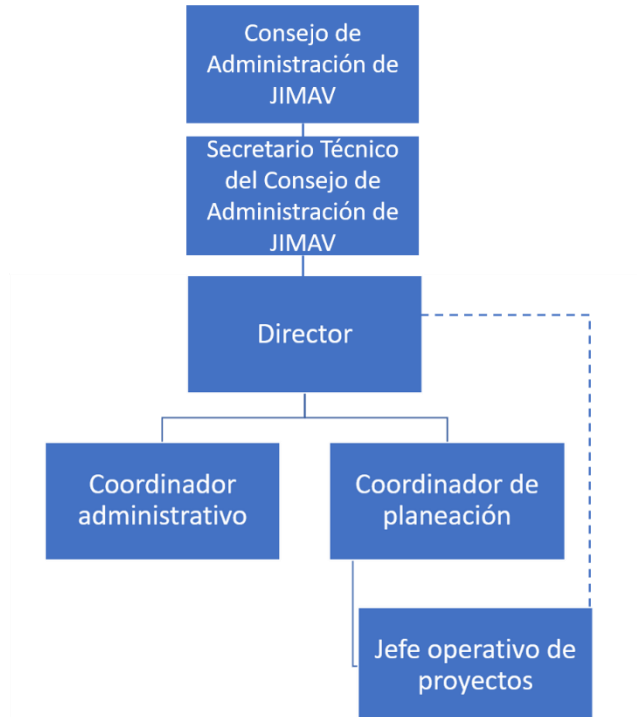 Consejo de
Administración de
JIMAV
Secretario Técnico
del Consejo de
Administración de
JIMAV
Director
Coordinador
administrativo
Coordinador de
planeación
Jefe operativo de
proyectos